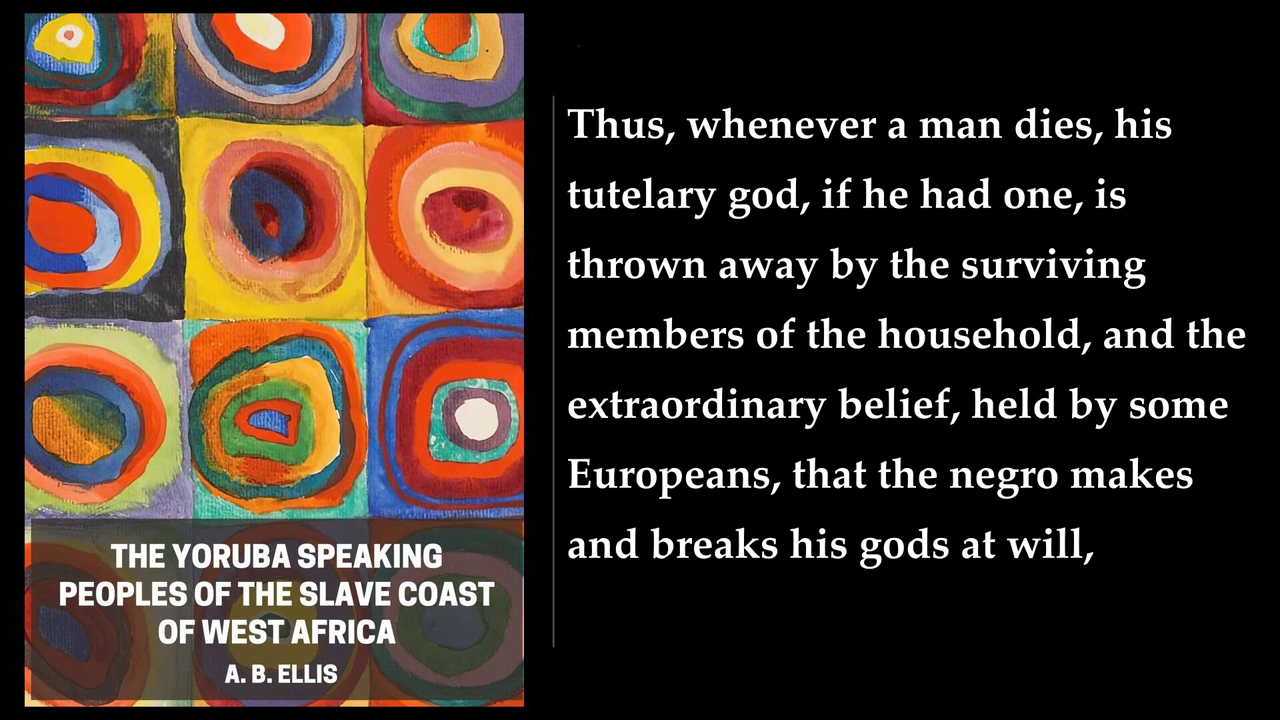 THE YORUBA SPEAKING
PEOPLES OF THE SLAVE COAST
OF WEST AFRICA
A. B. ELLIS
Thus, whenever a man dies, his
tutelary god, if he had one, is
thrown away by the surviving
members of the household, and the
extraordinary belief, held by some
Europeans, that the negro makes
and breaks his gods at will,